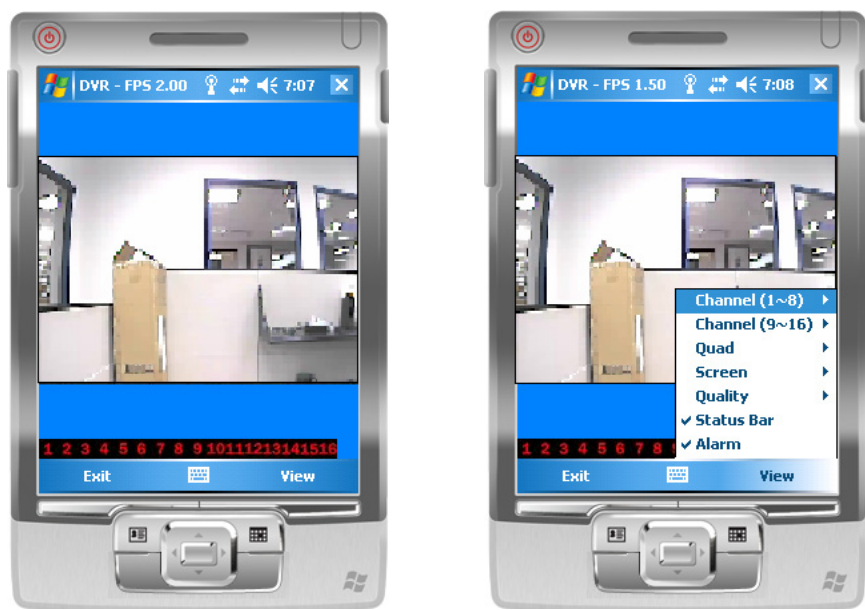 DVR - FPS 2.00 7:07
1 2 3 4 5 6 7 8 9 10 11 12 13 14 15 16
Exit View
DVR - FPS 1.50 7:08
Channel (1~8)
Channel (9~16)
Quad
Screen
Quality
Status Bar
Alarm
1 2 3 4 5 6 7 8
Exit View